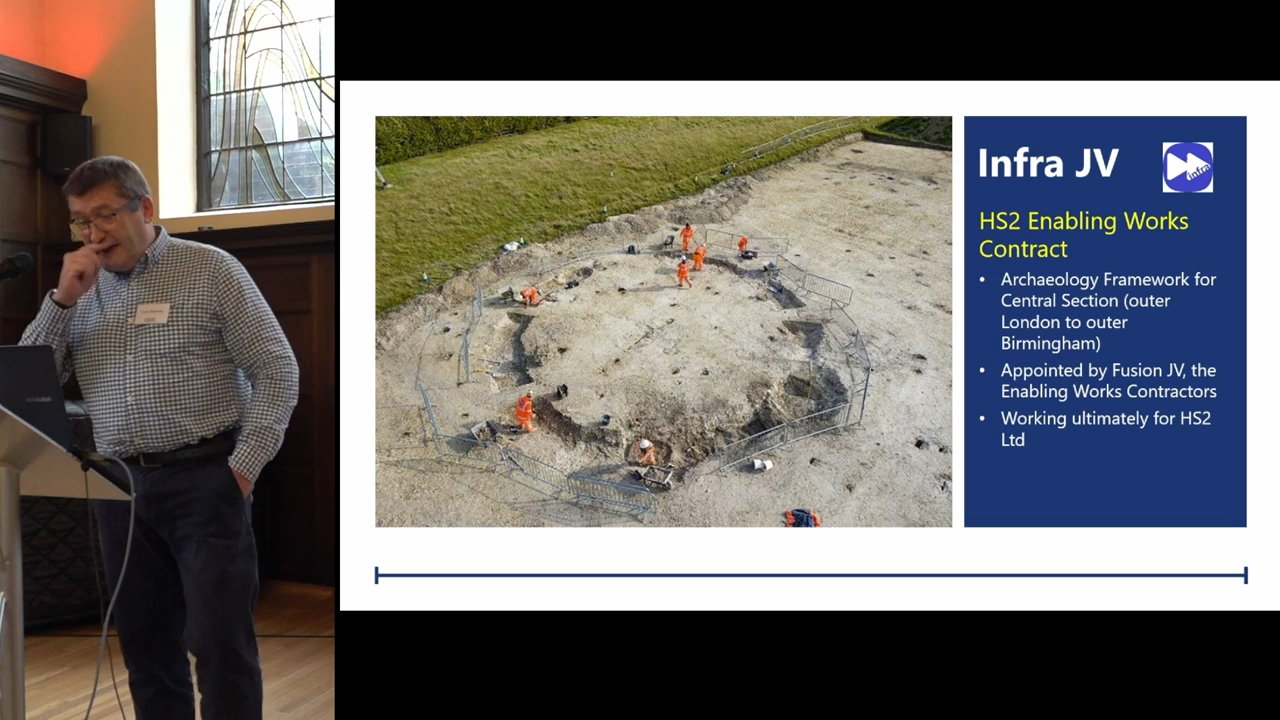 Infra JV
infra
HS2 Enabling Works
Contract
• Archaeology Framework for
Central Section (outer
London to outer
Birmingham)
• Appointed by Fusion JV, the
Enabling Works Contractors
• Working ultimately for HS2
Ltd